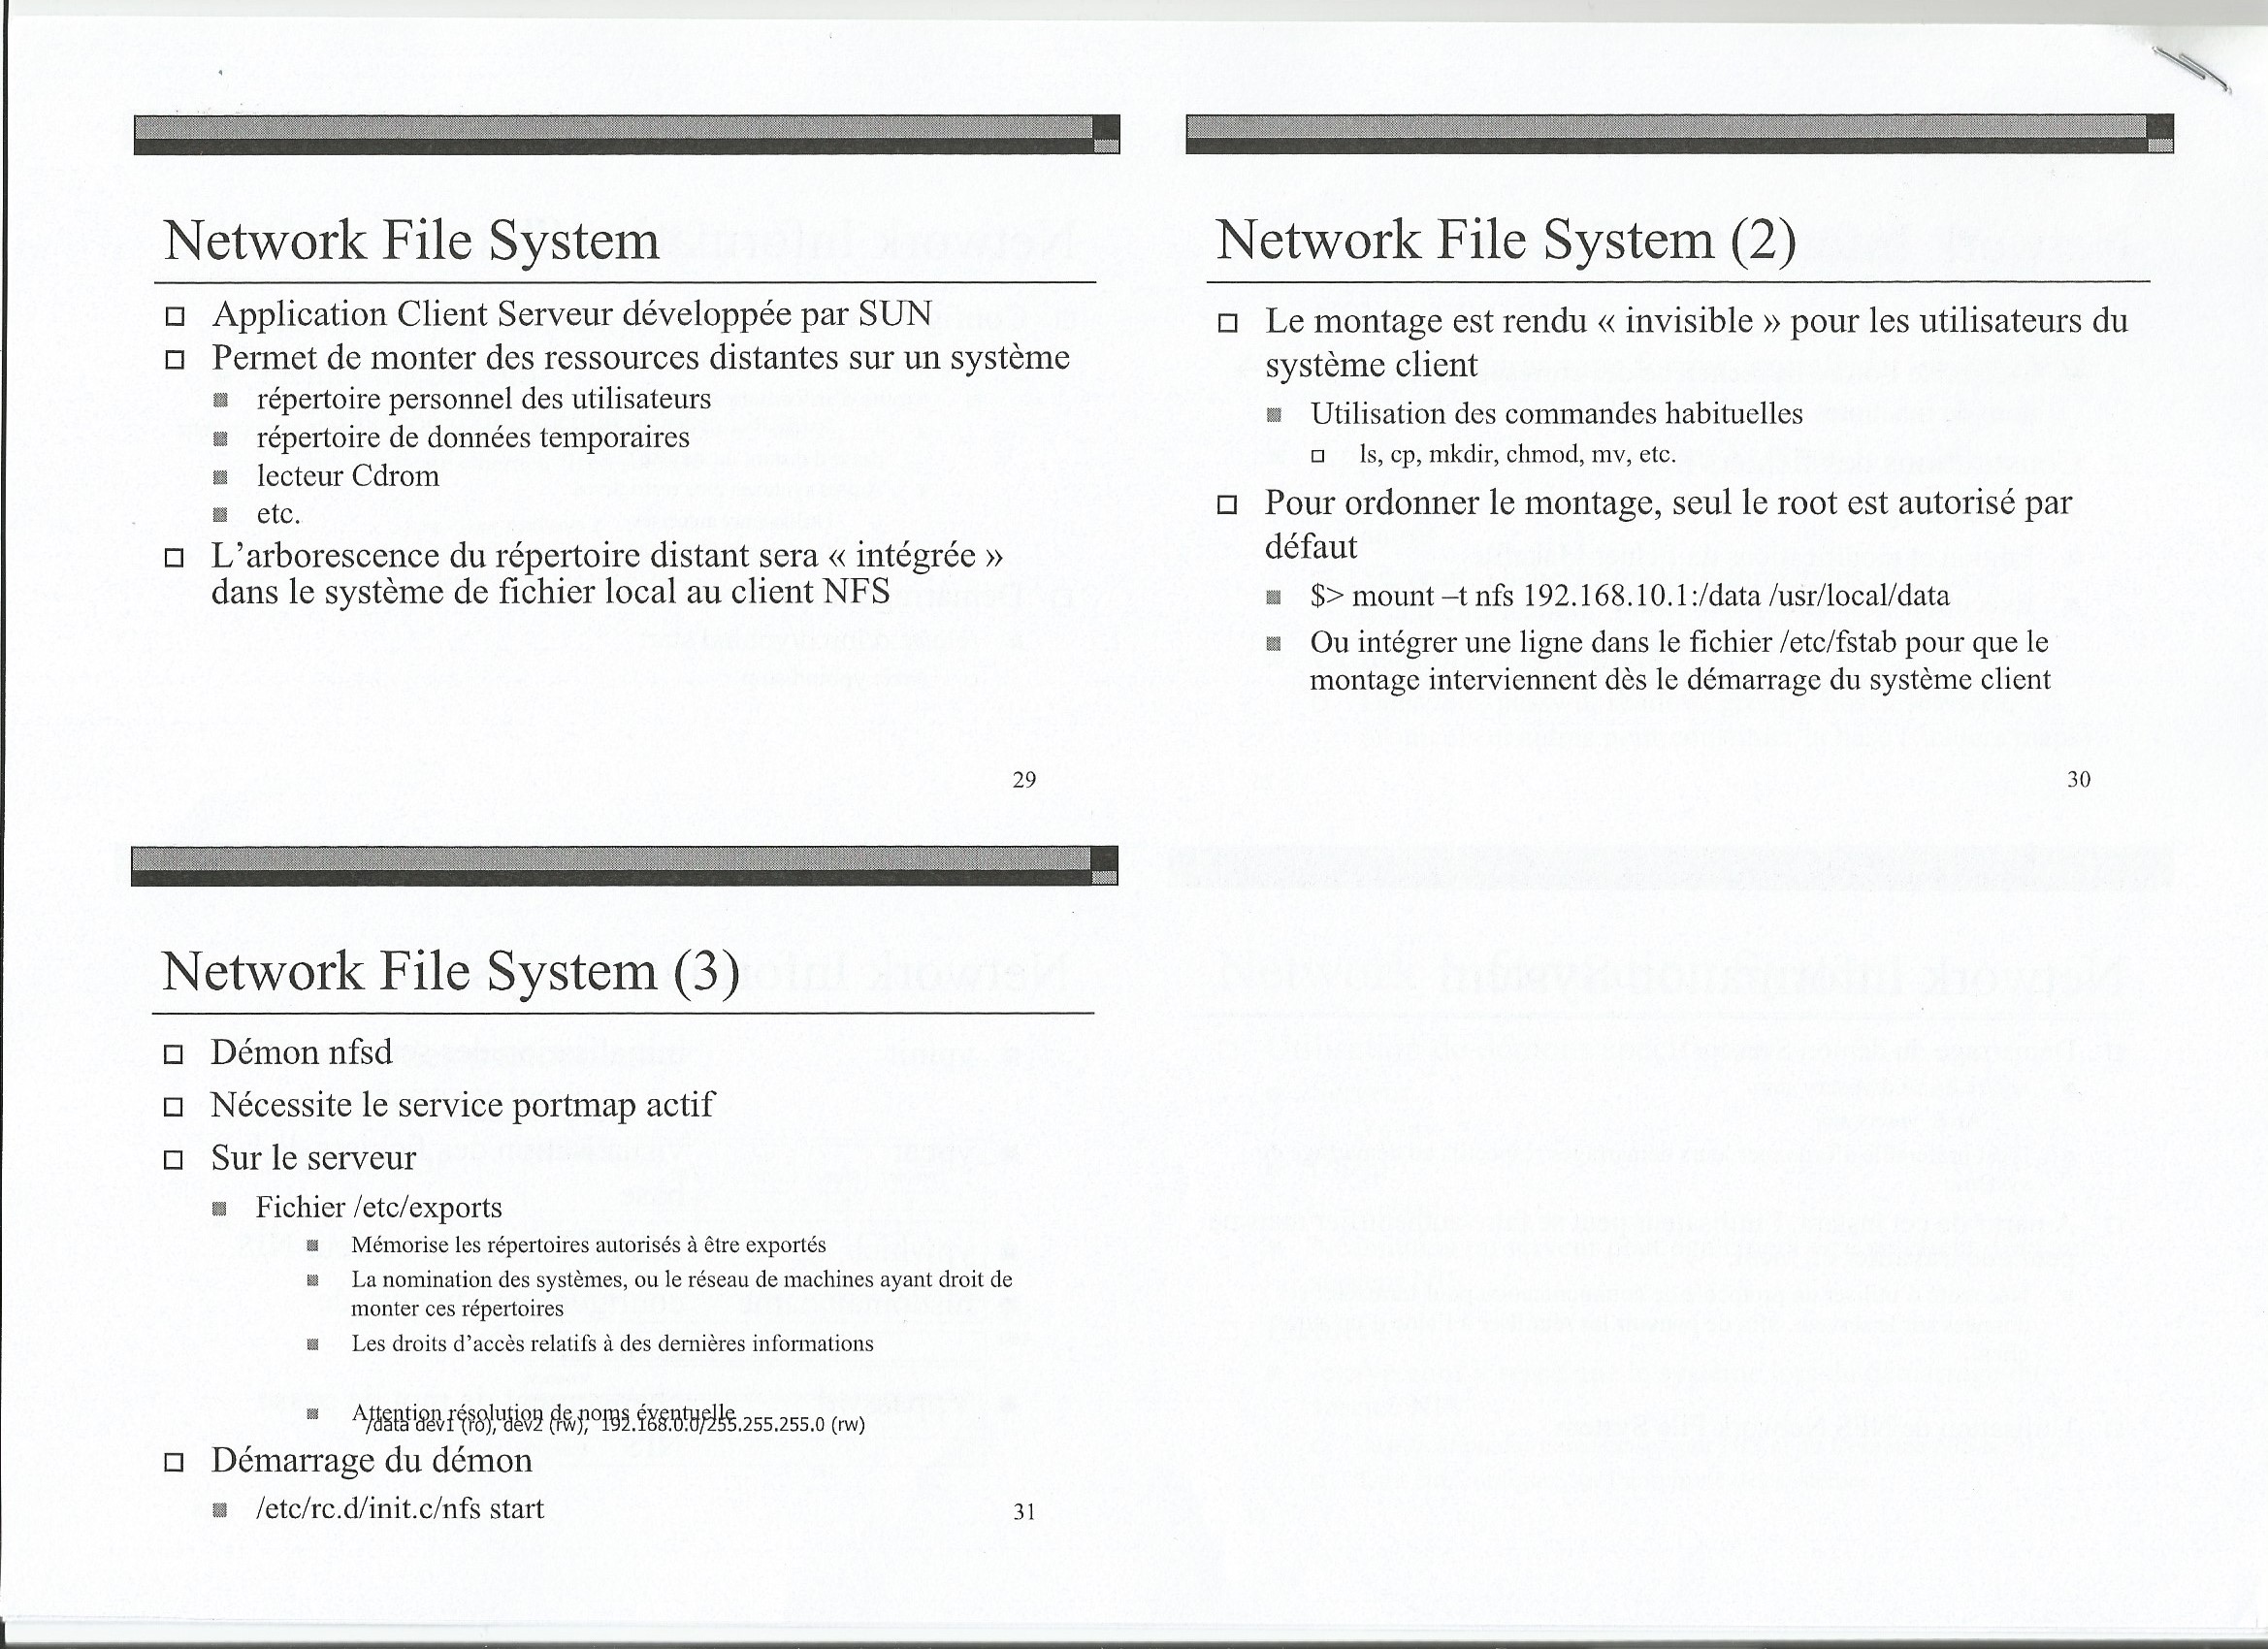 Network File System
Application Client Serveur développée par SUN
Permet de monter des ressources distantes sur un système
répertoire personnel des utilisateurs
répertoire de données temporaires
lecteur Cdrom
etc.
L’arborescence du répertoire distant sera « intégrée »
dans le système de fichier local au client NFS
29
Network File System (2)
Le montage est rendu « invisible » pour les utilisateurs du
système client
Utilisation des commandes habituelles
ls, cp, mkdir, chmod, mv, etc.
Pour ordonner le montage, seul le root est autorisé par
défaut
$> mount –t nfs 192.168.10.1:/data /usr/local/data
Ou intégrer une ligne dans le fichier /etc/fstab pour que le
montage interviennent dès le démarrage du système client
30
Network File System (3)
Démon nfsd
Nécessite le service portmap actif
Sur le serveur
Fichier /etc/exports
Mémorise les répertoires autorisés à être exportés
La nomination des systèmes, ou le réseau de machines ayant droit de
monter ces répertoires
Les droits d’accès relatifs à des dernières informations
Attention résolution de noms éventuelle
/data dev1 (ro), dev2 (rw), 192.168.0.0/255.255.255.0 (rw)
Démarrage du démon
/etc/rc.d/init.c/nfs start
31